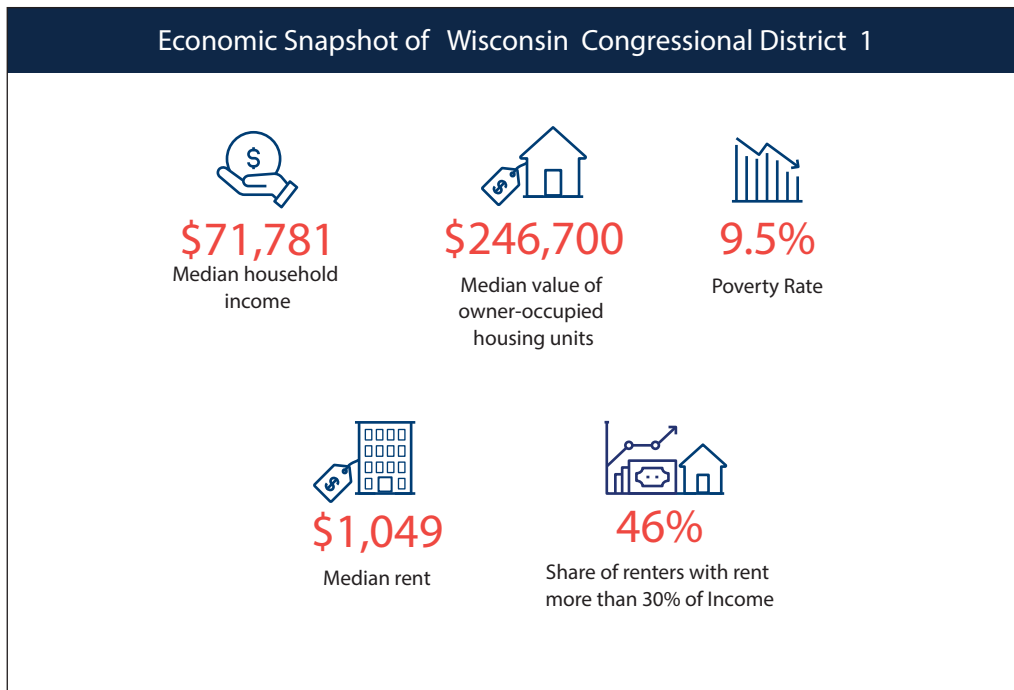 Economic Snapshot of Wisconsin Congressional District 1
$71,781
Median household
income
$246,700
Median value of
owner-occupied
housing units
9.5%
Poverty Rate
$1,049
Median rent
46%
Share of renters with rent
more than 30% of Income